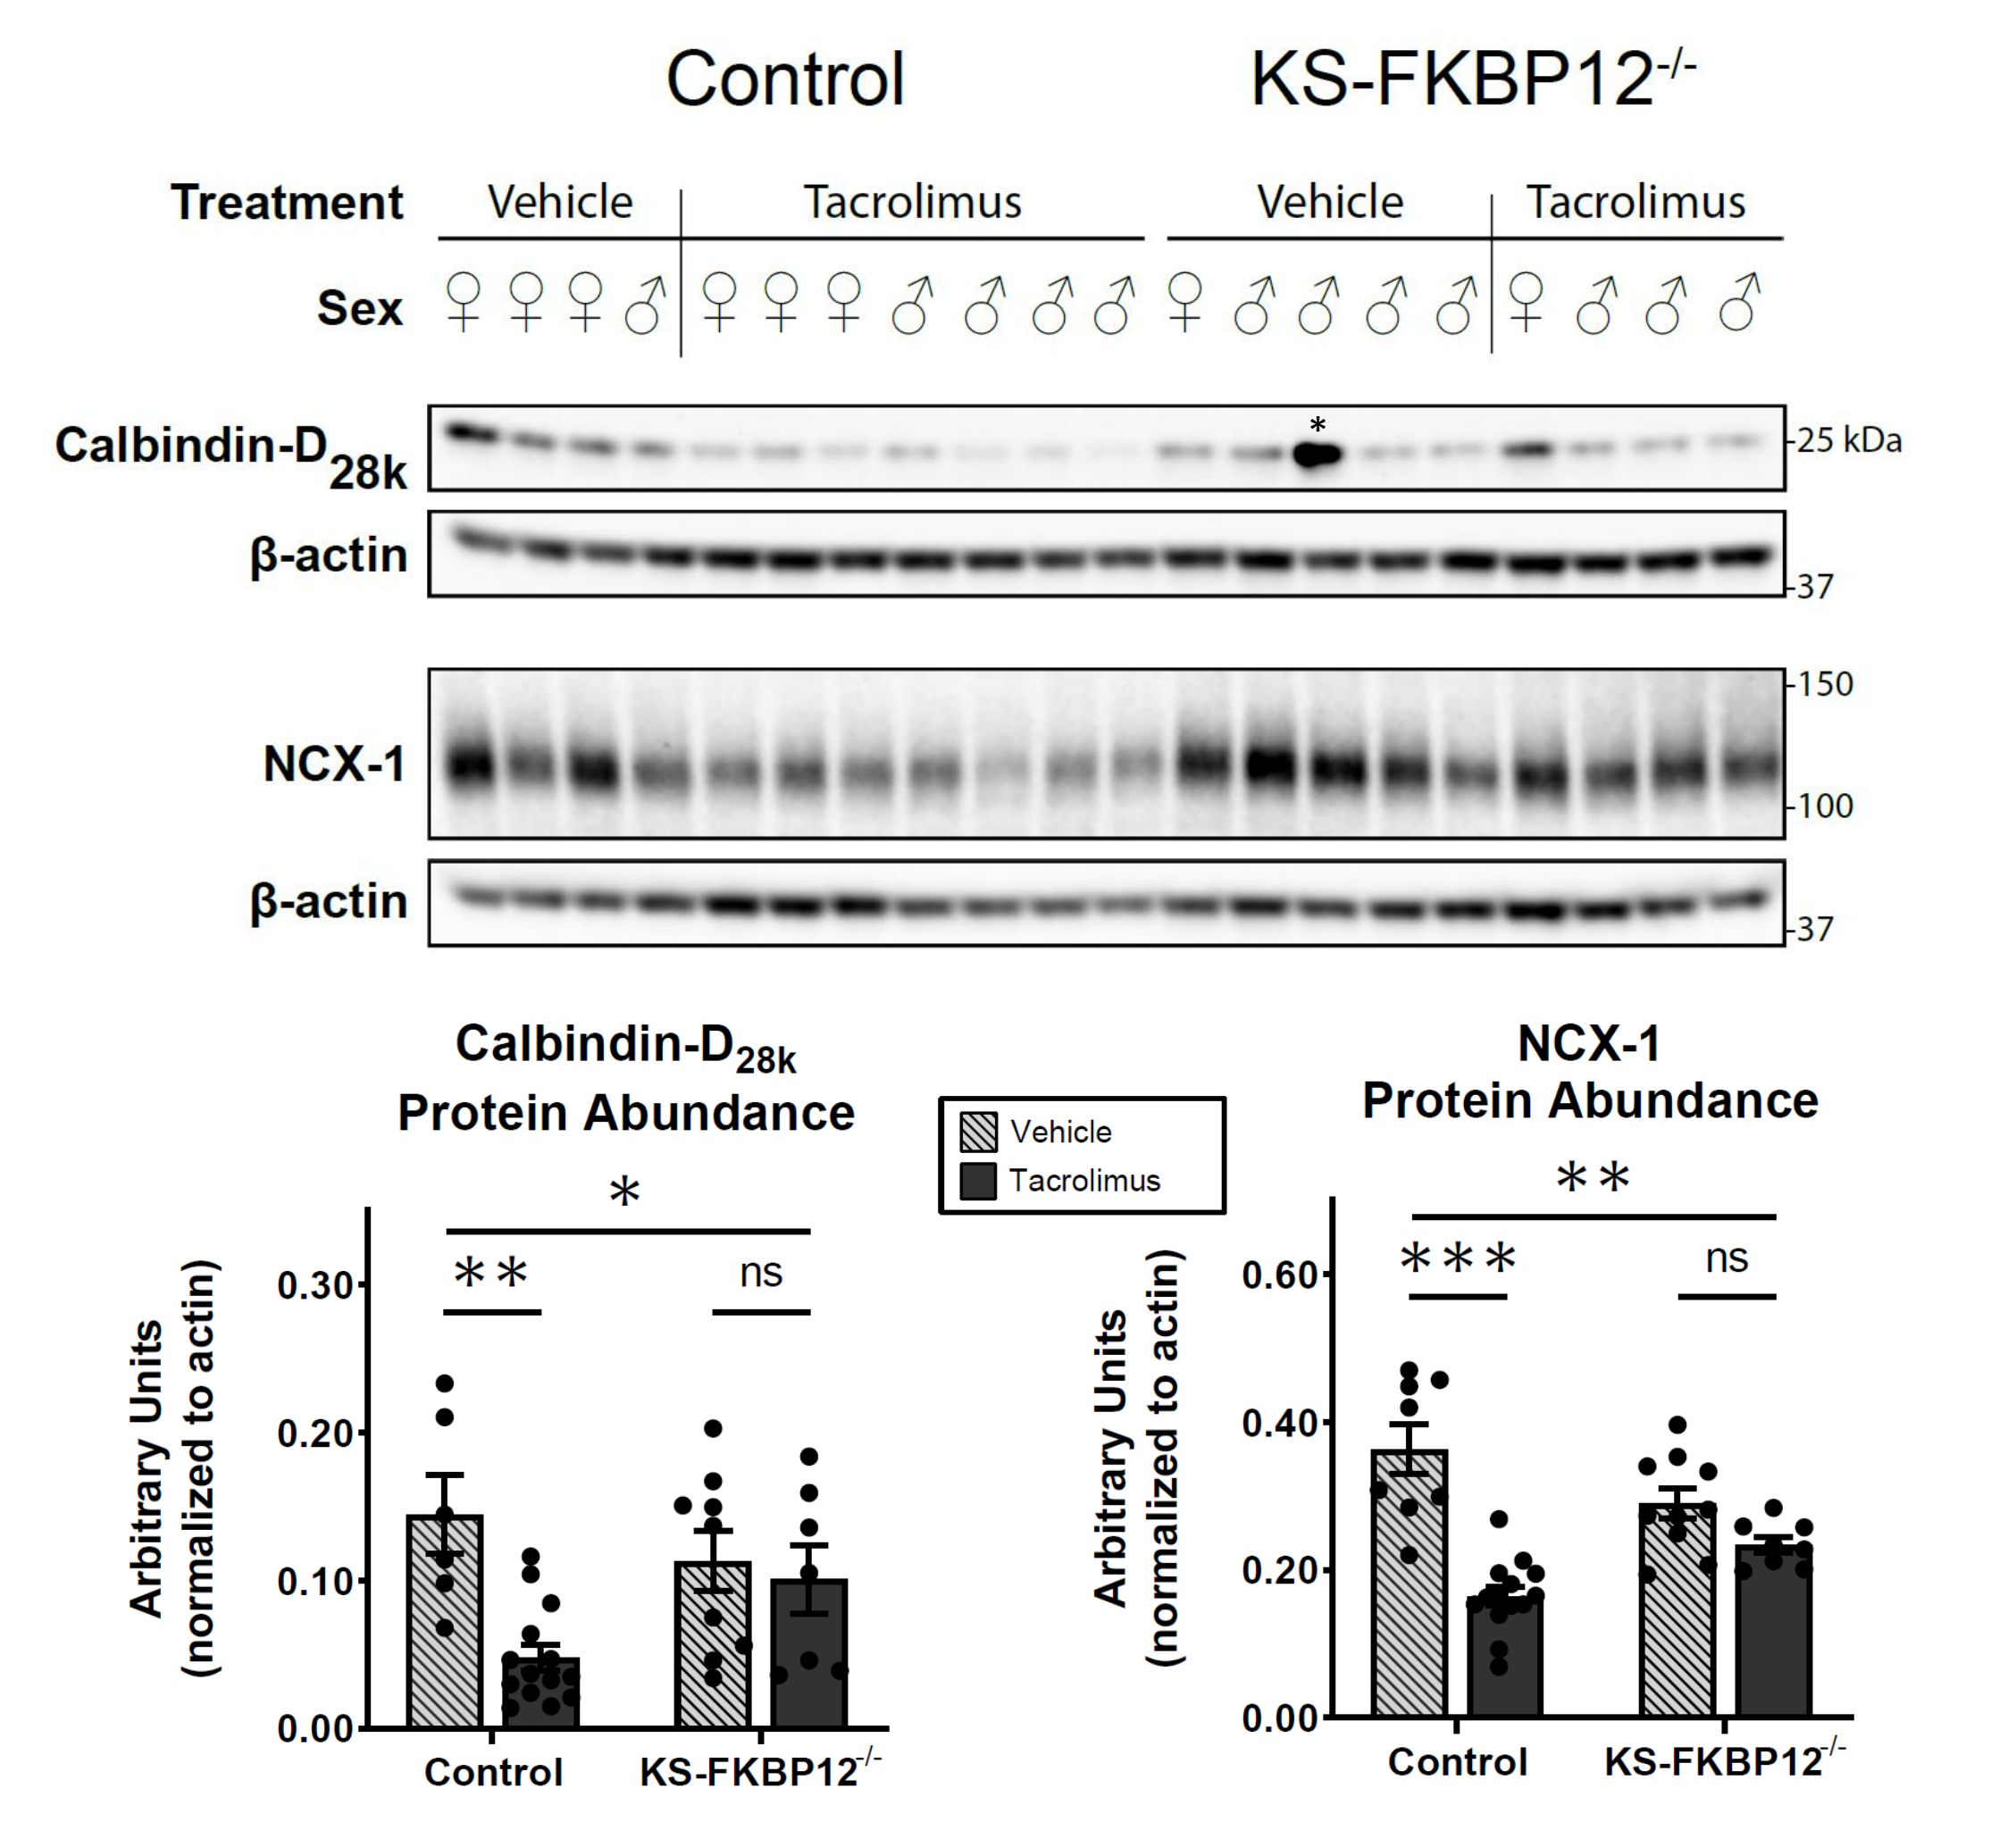 Control KS-FKBP12-/-
Treatment Vehicle Tacrolimus Vehicle Tacrolimus
Sex ♀ ♀ ♀ ♂ ♀ ♀ ♀ ♂ ♂ ♂ ♂ ♀ ♂ ♂ ♂ ♂ ♀ ♂ ♂ ♂
*
Calbindin-D28k -25 kDa
β-actin
-37
-150
NCX-1
-100
β-actin
-37
Calbindin-D28k
Protein Abundance
Vehicle
Tacrolimus
NCX-1
Protein Abundance
*
** ns
Arbitrary Units
(normalized to actin)
0.30
0.20
0.10
0.00
Control KS-FKBP12-/-
**
*** ns
Arbitrary Units
(normalized to actin)
0.60
0.40
0.20
0.00
Control KS-FKBP12-/-